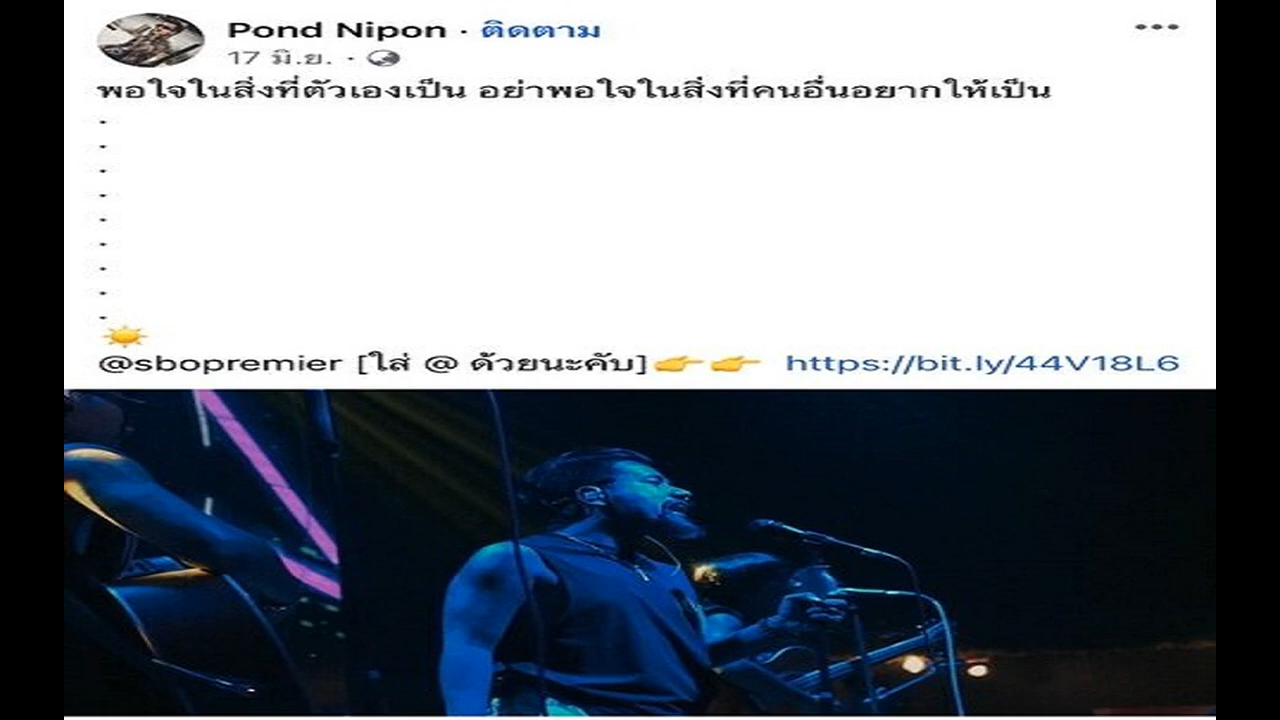 Pond Nipon · ติดตาม
17 มิ.ย. ·
พอใจในสิ่งที่ตัวเองเป็น อย่าพอใจในสิ่งที่คนอื่นอยากให้เป็น
.
.
.
.
.
.
.
.
.
☀️
@sbopremier [ใส่ @ ด้วยนะคับ]👉👉 https://bit.ly/44V18L6